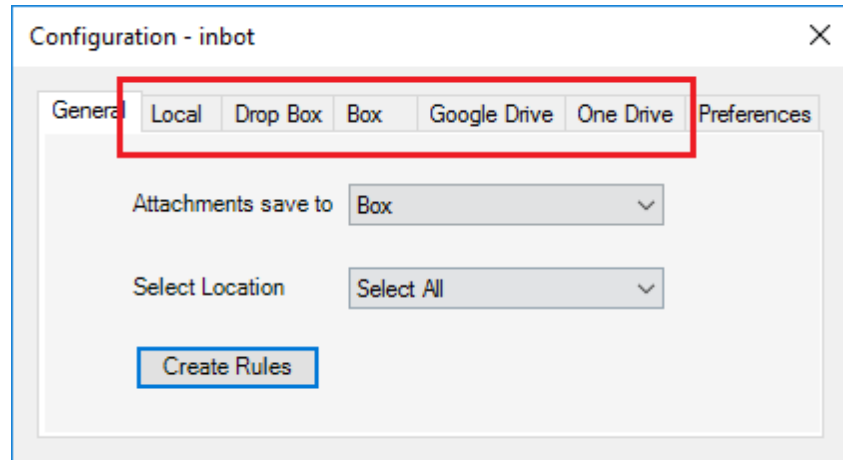 Configuration - inbot
General Local Drop Box Box Google Drive One Drive Preferences
Attachments save to Box
Select Location Select All
Create Rules